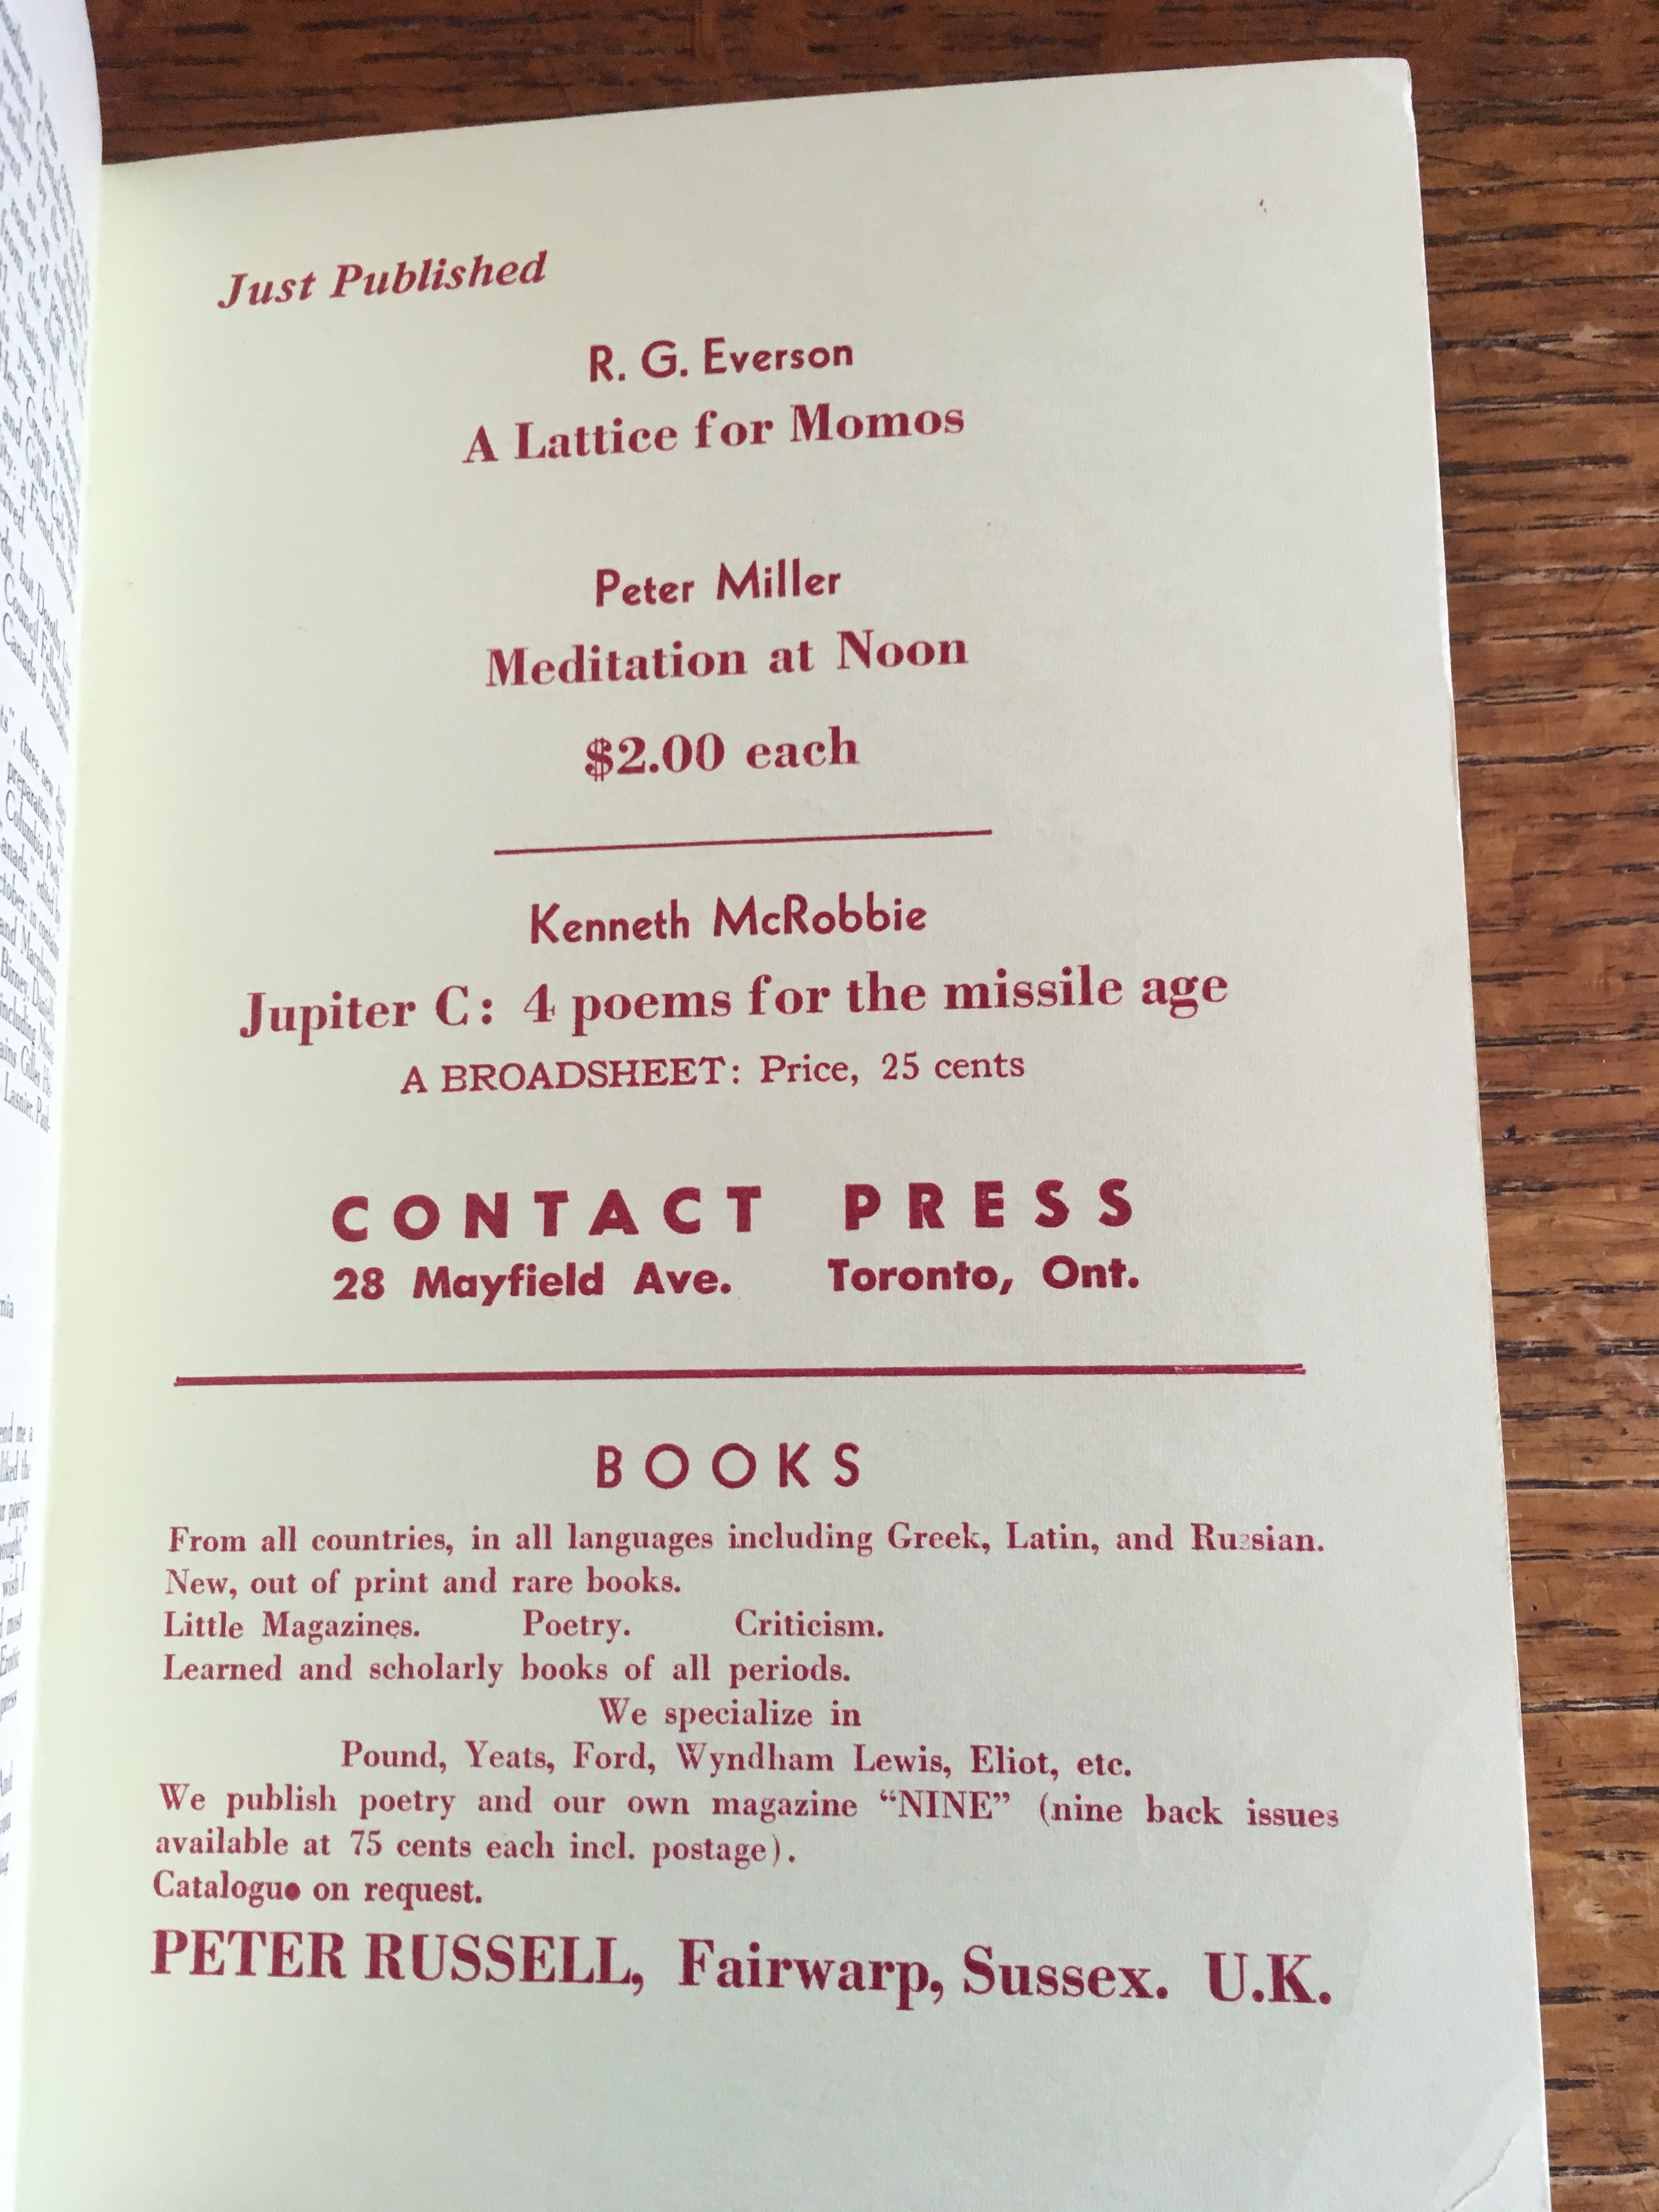 Just Published
R. G. Everson
A Lattice for Momos
Peter Miller
Meditation at Noon
$2.00 each
Kenneth McRobbie
Jupiter C: 4 poems for the missile age
A BROADSHEET: Price, 25 cents
CONTACT PRESS
28 Mayfield Ave. Toronto, Ont.
BOOKS
From all countries, in all languages including Greek, Latin, and Russian.
New, out of print and rare books.
Little Magazines. Poetry. Criticism.
Learned and scholarly books of all periods.
We specialize in
Pound, Yeats, Ford, Wyndham Lewis, Eliot, etc.
We publish poetry and our own magazine “NINE” (nine back issues
available at 75 cents each incl. postage).
Catalogue on request.
PETER RUSSELL, Fairwarp, Sussex. U.K.